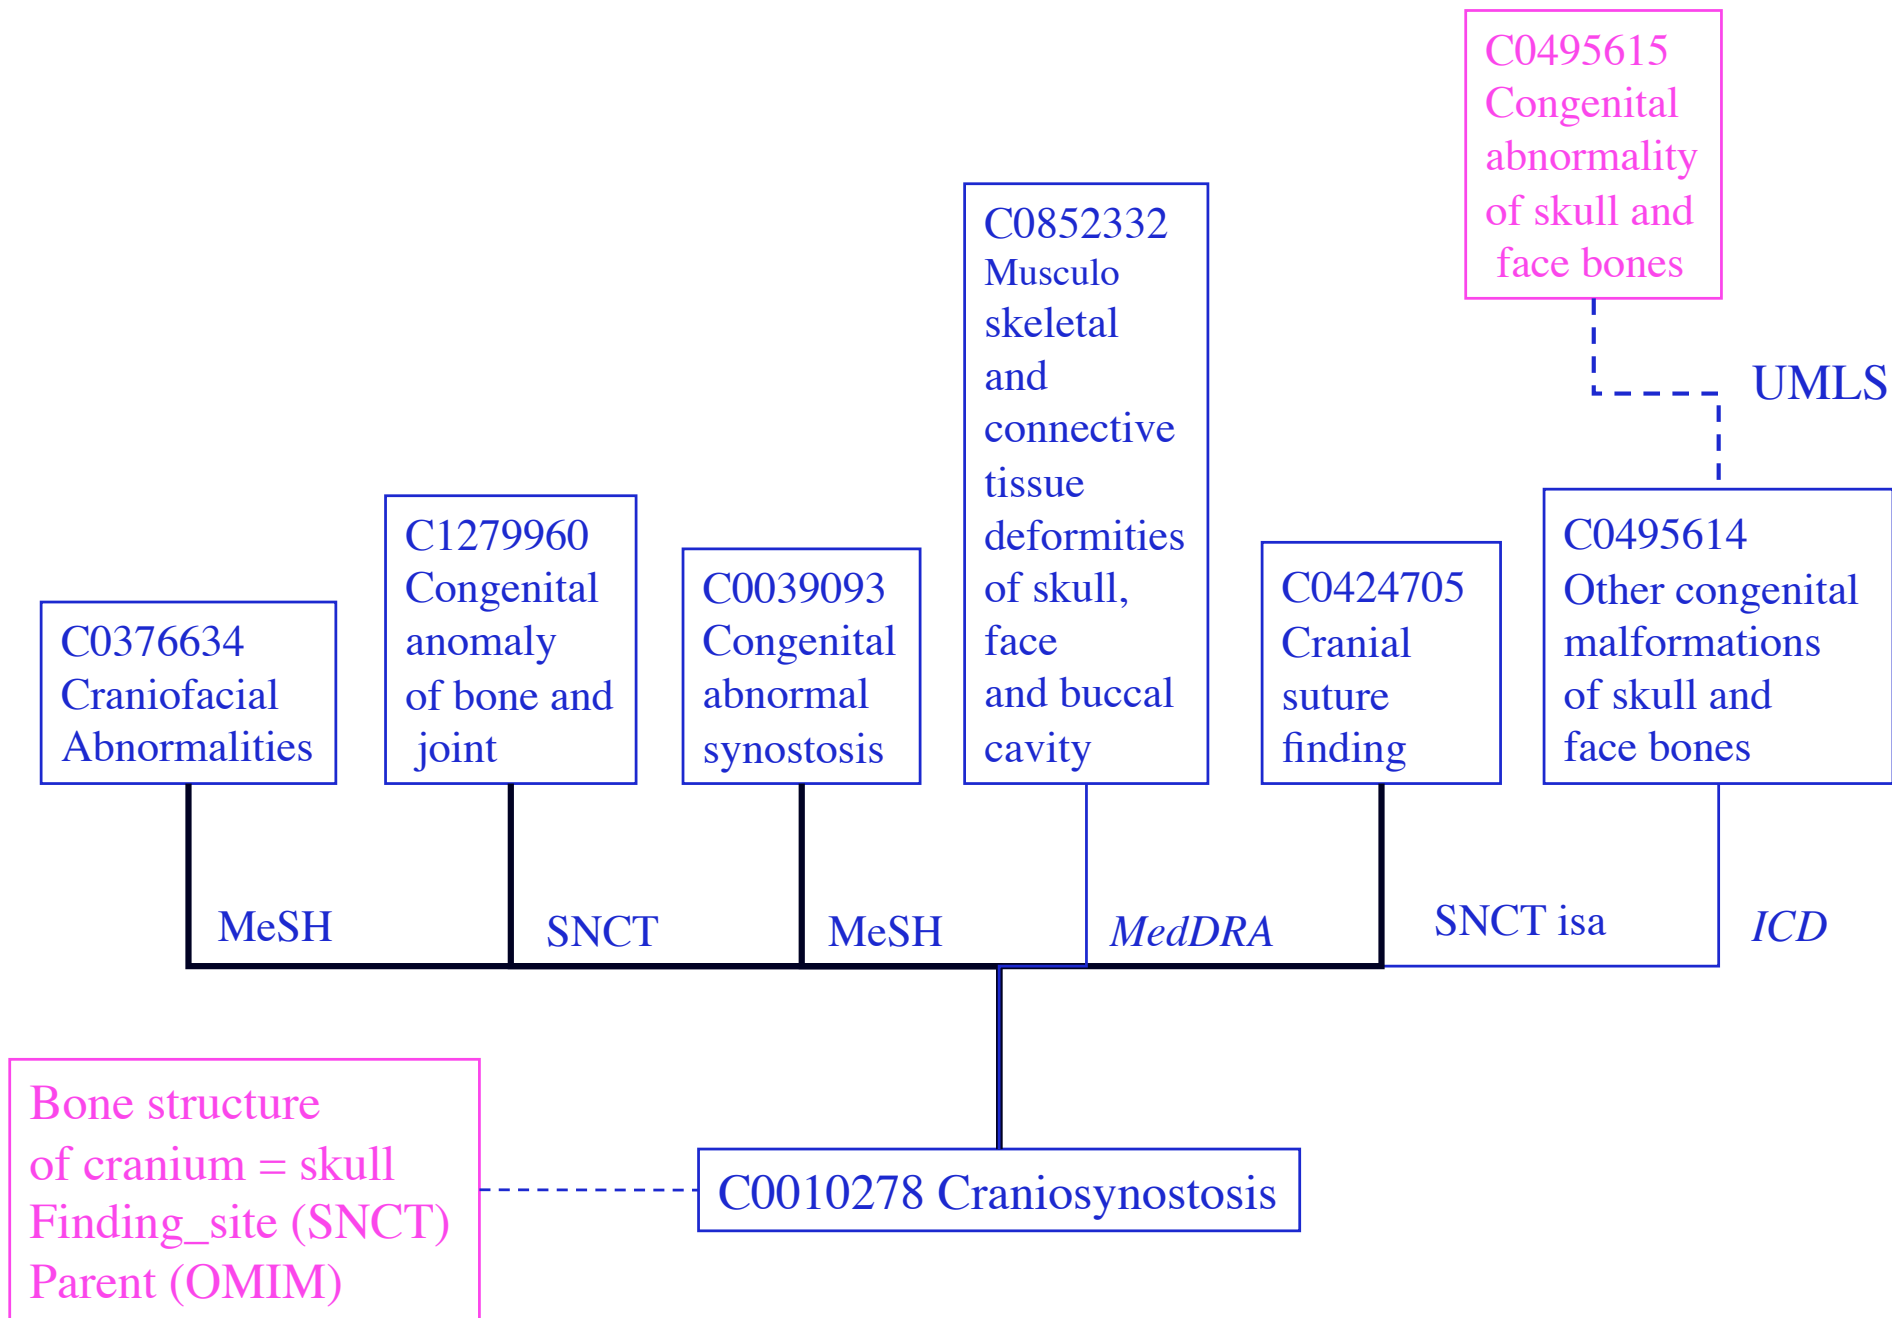 C0495615
Congenital
abnormality
of skull and
face bones
UMLS
C0852332
Musculo
skeletal
and
connective
tissue
deformities
of skull,
face
and buccal
cavity
C0376634
Craniofacial
Abnormalities
C1279960
Congenital
anomaly
of bone and
joint
C0039093
Congenital
abnormal
synostosis
C0424705
Cranial
suture
finding
C0495614
Other congenital
malformations
of skull and
face bones
MeSH
SNCT
MeSH
MedDRA
SNCT isa
ICD
Bone structure
of cranium = skull
Finding_site (SNCT)
Parent (OMIM)
C0010278 Craniosynostosis